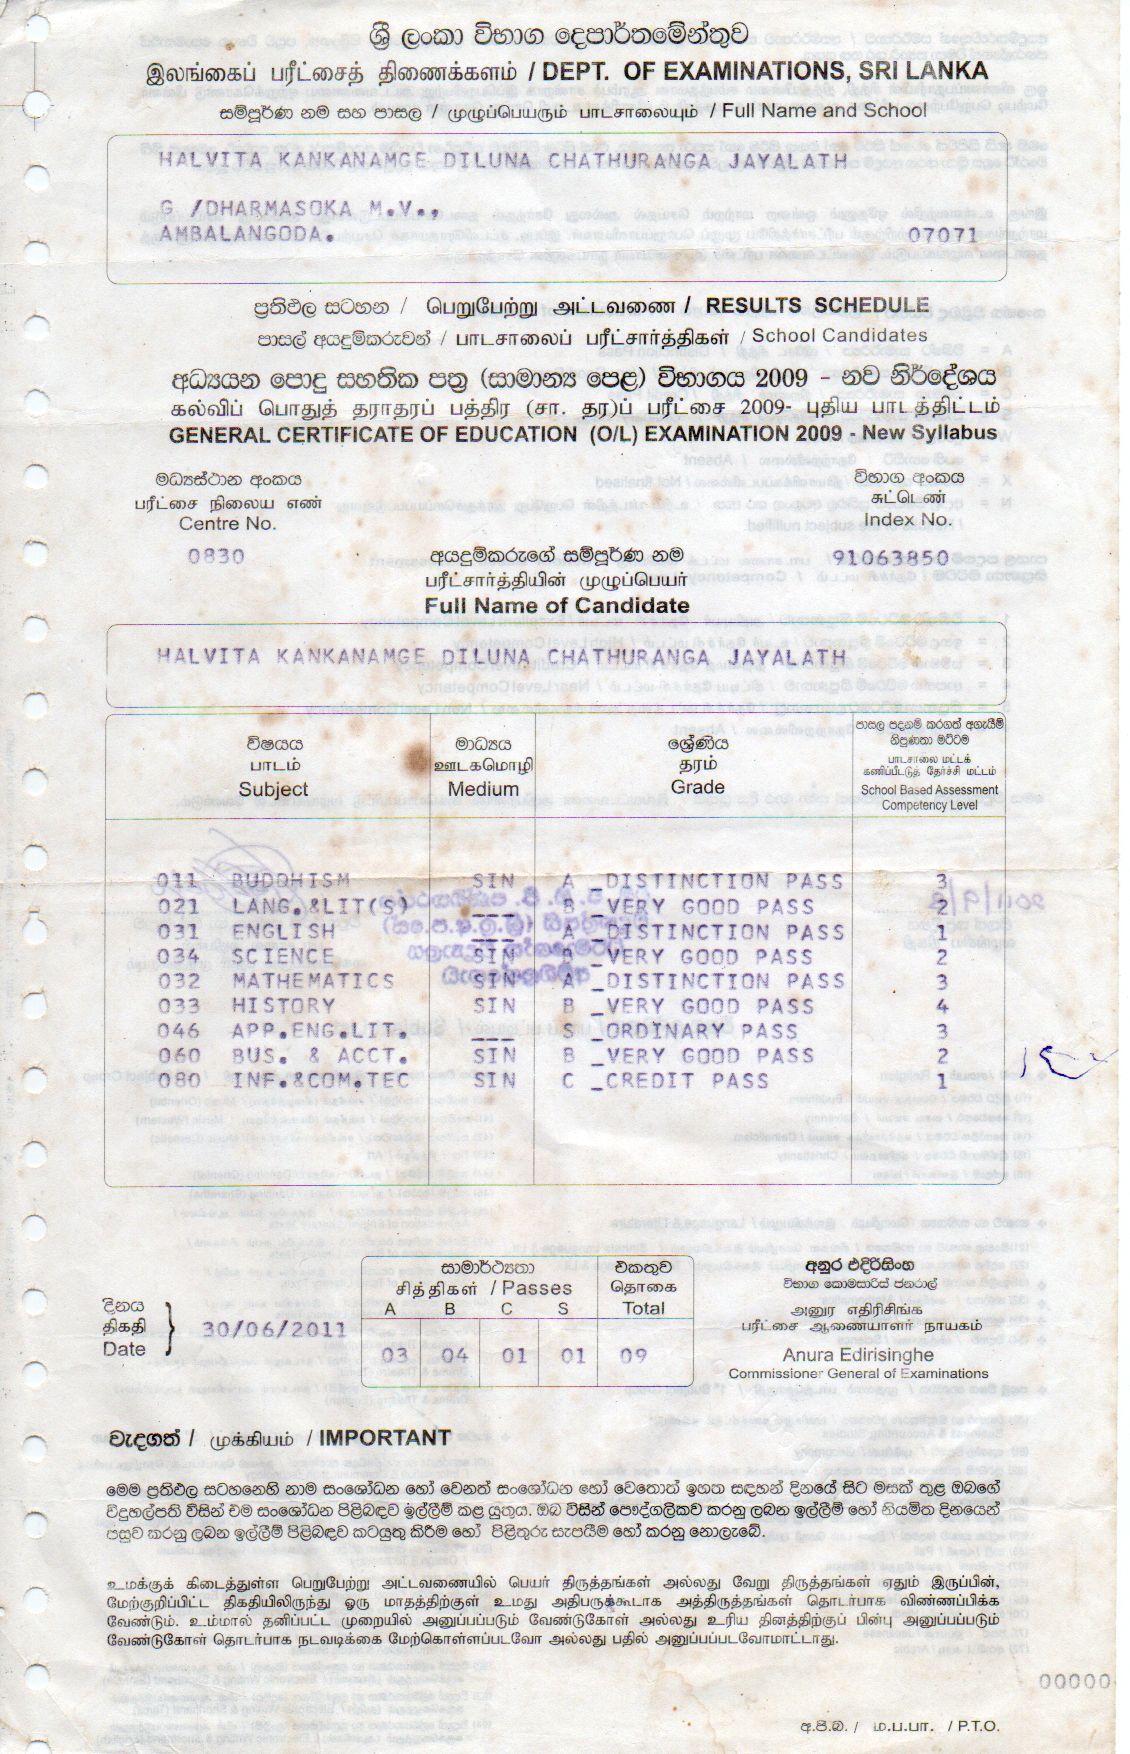 ශ්‍රී ලංකා විභාග දෙපාර්තමේන්තුව
இலங்கைப் பரீட்சைத் திணைக்களம் / DEPT. OF EXAMINATIONS, SRI LANKA
සම්පූර්ණ නම සහ පාසල / முழுப்பெயரும் பாடசாலையும் / Full Name and School
HALVITA KANKANAMGE DILUNA CHATHURANGA JAYALATH
G /DHARMASOKA M.V.,
AMBALANGODA. 07071
ප්‍රතිඵල සටහන / பெறுபேற்று அட்டவணை / RESULTS SCHEDULE
පාසල් අයදුම්කරුවන් / பாடசாலைப் பரீட்சார்த்திகள் / School Candidates
අධ්‍යයන පොදු සහතික පත්‍ර (සාමාන්‍ය පෙළ) විභාගය 2009 - නව නිර්දේශය
கல்விப் பொதுத் தராதரப் பத்திர (சா. தர)ப் பரீட்சை 2009- புதிய பாடத்திட்டம்
GENERAL CERTIFICATE OF EDUCATION (O/L) EXAMINATION 2009 - New Syllabus
මධ්‍යස්ථාන අංකය විභාග අංකය
பரீட்சை நிலைய எண் சுட்டெண்
Centre No. Index No.
0830 අයදුම්කරුගේ සම්පූර්ණ නම 91063850
பரீட்சார்த்தியின் முழுப்பெயர்
Full Name of Candidate
HALVITA KANKANAMGE DILUNA CHATHURANGA JAYALATH
විෂයය මාධ්‍යය ශ්‍රේණිය පාසල පදනම් කරගත් අගැයීම්
නිපුණතා මට්ටම
பாடம் ஊடகமொழி தரம் பாடசாலை மட்டக்
கணிப்பீட்டுத் தேர்ச்சி மட்டம்
Subject Medium Grade School Based Assessment
Competency Level
011 BUDDHISM SIN A _DISTINCTION PASS 3
021 LANG.&LIT(S) ___ B _VERY GOOD PASS 2
031 ENGLISH ___ A _DISTINCTION PASS 1
034 SCIENCE SIN B _VERY GOOD PASS 2
032 MATHEMATICS SIN A _DISTINCTION PASS 3
033 HISTORY SIN B _VERY GOOD PASS 4
046 APP.ENG.LIT. ___ S _ORDINARY PASS 3
060 BUS. & ACCT. SIN B _VERY GOOD PASS 2
080 INF.&COM.TEC SIN C _CREDIT PASS 1
සාමාර්ථ්‍යතා එකතුව අනුර එදිරිසිංහ
சித்திகள் / Passes தொகை විභාග කොමසාරිස් ජනරාල්
A B C S Total அனுர எதிரிசிங்க
දිනය பரீட்சை ஆணையாளர் நாயகம்
திகதி 30/06/2011
Date 03 04 01 01 09 Anura Edirisinghe
Commissioner General of Examinations
වැදගත් / முக்கியம் / IMPORTANT
මෙම ප්‍රතිඵල සටහනෙහි නාම සංශෝධන හෝ වෙනත් සංශෝධන හෝ වෙතොත් ඉහත සඳහන් දිනයේ සිට මසක් තුළ ඔබගේ
විදුහල්පති විසින් එම සංශෝධන පිළිබඳව ඉල්ලීම් කළ යුතුය. ඔබ විසින් පෞද්ගලිකව කරනු ලබන ඉල්ලීම් හෝ නියමිත දිනයෙන්
පසුව කරනු ලබන ඉල්ලීම් පිළිබඳව කටයුතු කිරීම හෝ පිළිතුරු සැපයීම හෝ කරනු නොලැබේ.
உமக்குக் கிடைத்துள்ள பெறுபேற்று அட்டவணையில் பெயர் திருத்தங்கள் அல்லது வேறு திருத்தங்கள் ஏதும் இருப்பின்,
மேற்குறிப்பிட்ட திகதியிலிருந்து ஒரு மாதத்திற்குள் உமது அதிபரூடாக அத்திருத்தங்கள் தொடர்பாக விண்ணப்பிக்க
வேண்டும். உம்மால் தனிப்பட்ட முறையில் அனுப்பப்படும் வேண்டுகோள் அல்லது உரிய தினத்திற்குப் பின்பு அனுப்பப்படும்
வேண்டுகோள் தொடர்பாக நடவடிக்கை மேற்கொள்ளப்படவோ அல்லது பதில் அனுப்பப்படவோமாட்டாது.
00000
අ.පි.බ. / ம.ப.பா. / P.T.O.